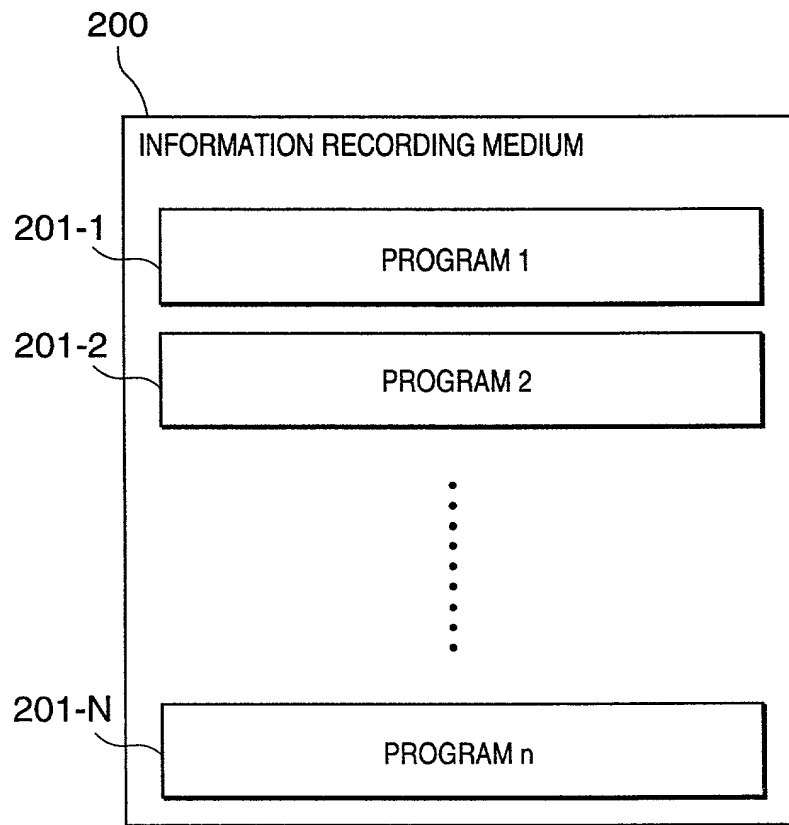 200
INFORMATION RECORDING MEDIUM
201-1
PROGRAM 1
201-2
PROGRAM 2
201-N
PROGRAM n